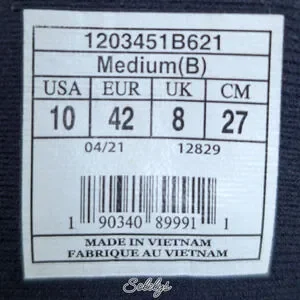 1203451B621
Medium(B)
USA EUR UK CM
10 42 8 27
04/21 12829
1 90340 89991 1
MADE IN VIETNAM
FABRIQUE AU VIETNAM
Selelys